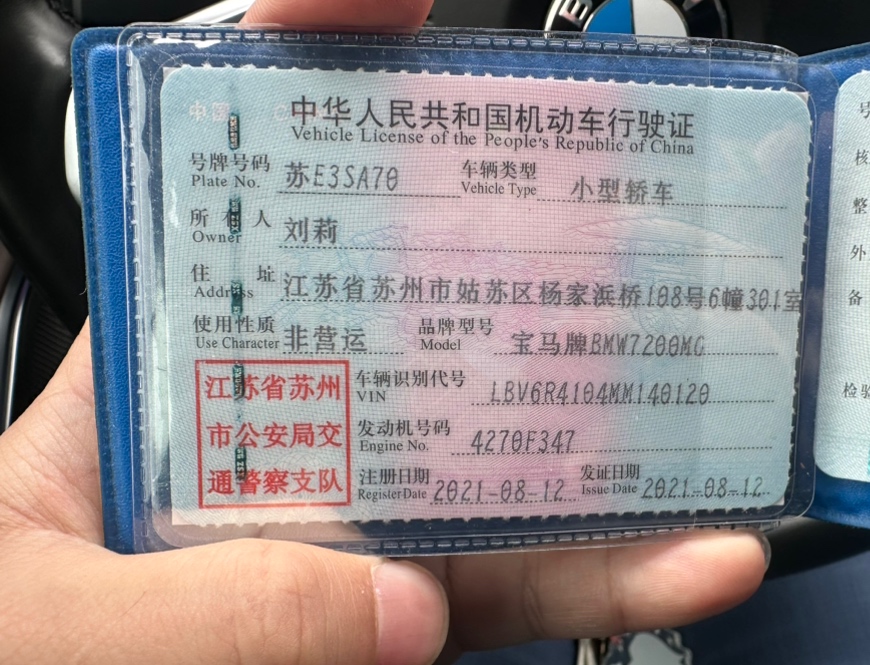 中华人民共和国机动车行驶证
Vehicle License of the People's Republic of China
号牌号码 苏E3SA70 车辆类型 小型轿车
Plate No. Vehicle Type
所有人 刘莉
Owner
住址 江苏省苏州市姑苏区杨家浜桥108号6幢301室
Address
使用性质 非营运 品牌型号 宝马牌BMW7200MG
Use Character Model
江苏省苏州
市公安局交
通警察支队
车辆识别代号 LBV6R4104MM140120
VIN
发动机号码 4270F347
Engine No.
注册日期 2021-08-12 发证日期 2021-08-12
Register Date Issue Date
号
核
整
外
备
检验